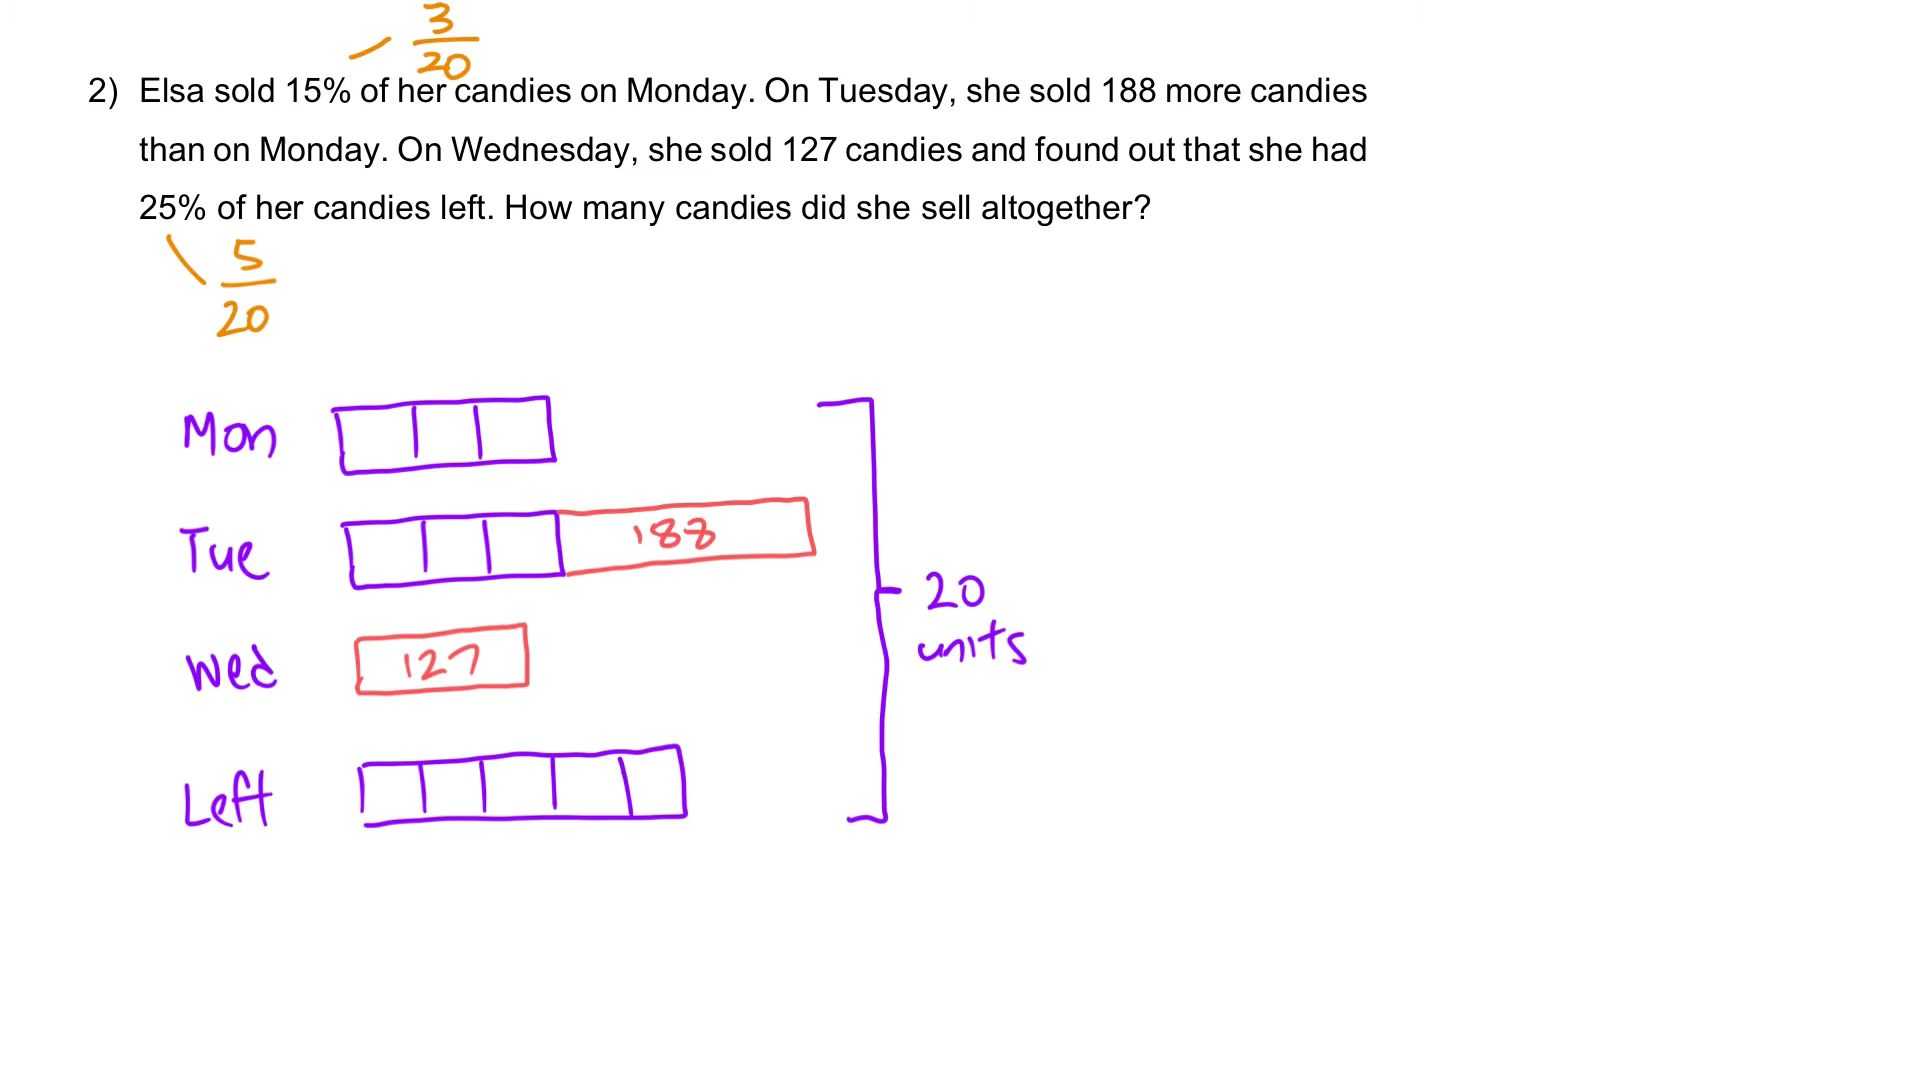 3
20
2) Elsa sold 15% of her candies on Monday. On Tuesday, she sold 188 more candies
than on Monday. On Wednesday, she sold 127 candies and found out that she had
25% of her candies left. How many candies did she sell altogether?
5
20
Mon
Tue 188
20
units
Wed 127
Left